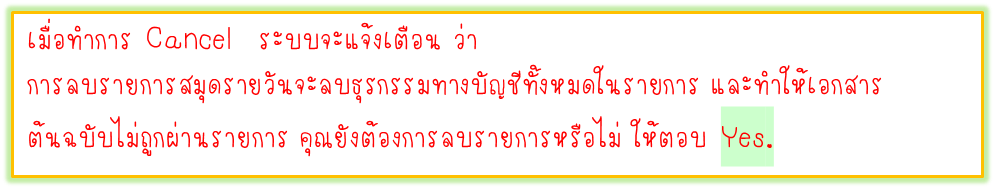 เมื่อทำการ Cancel ระบบจะแจ้งเตือน ว่า
การลบรายการสมุดรายวันจะลบธุรกรรมทางบัญชีทั้งหมดในรายการ และทำให้เอกสาร
ต้นฉบับไม่ถูกผ่านรายการ คุณยังต้องการลบรายการหรือไม่ ให้ตอบ Yes.